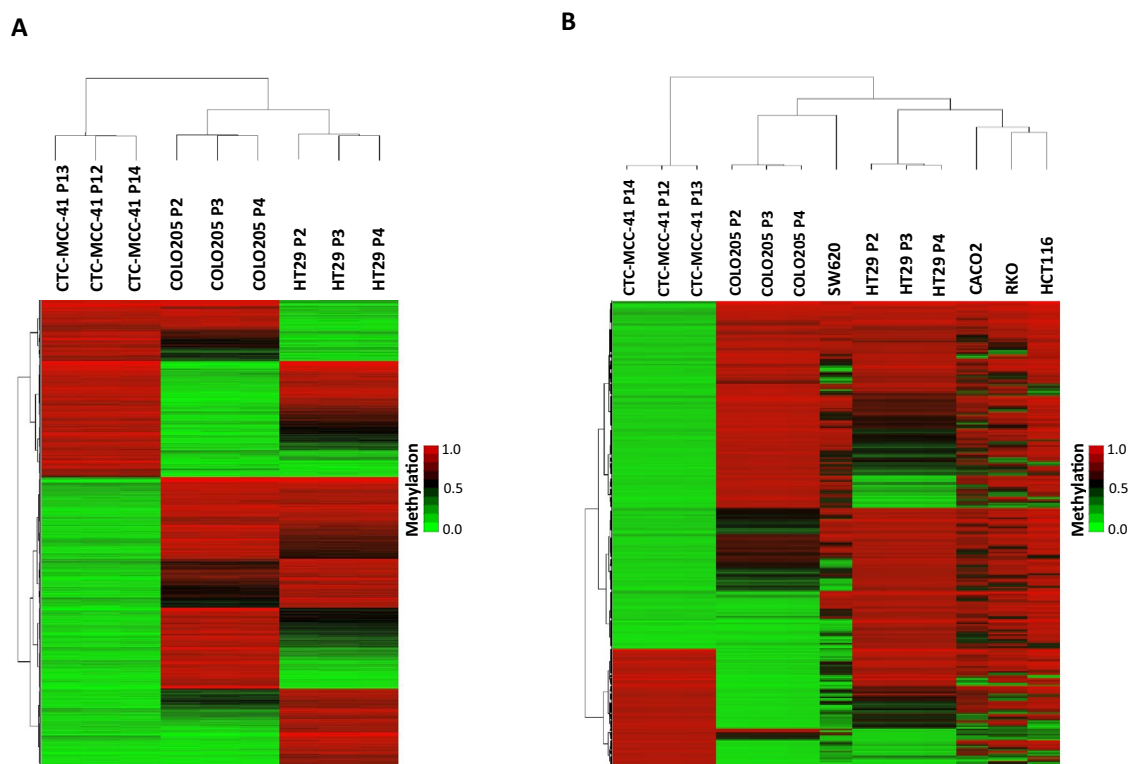 A
CTC-MCC-41 P13
CTC-MCC-41 P12
CTC-MCC-41 P14
COLO205 P2
COLO205 P3
COLO205 P4
HT29 P2
HT29 P3
HT29 P4
Methylation
1.0
0.5
0.0
B
CTC-MCC-41 P14
CTC-MCC-41 P12
CTC-MCC-41 P13
COLO205 P2
COLO205 P3
COLO205 P4
SW620
HT29 P2
HT29 P3
HT29 P4
CACO2
RKO
HCT116
Methylation
1.0
0.5
0.0